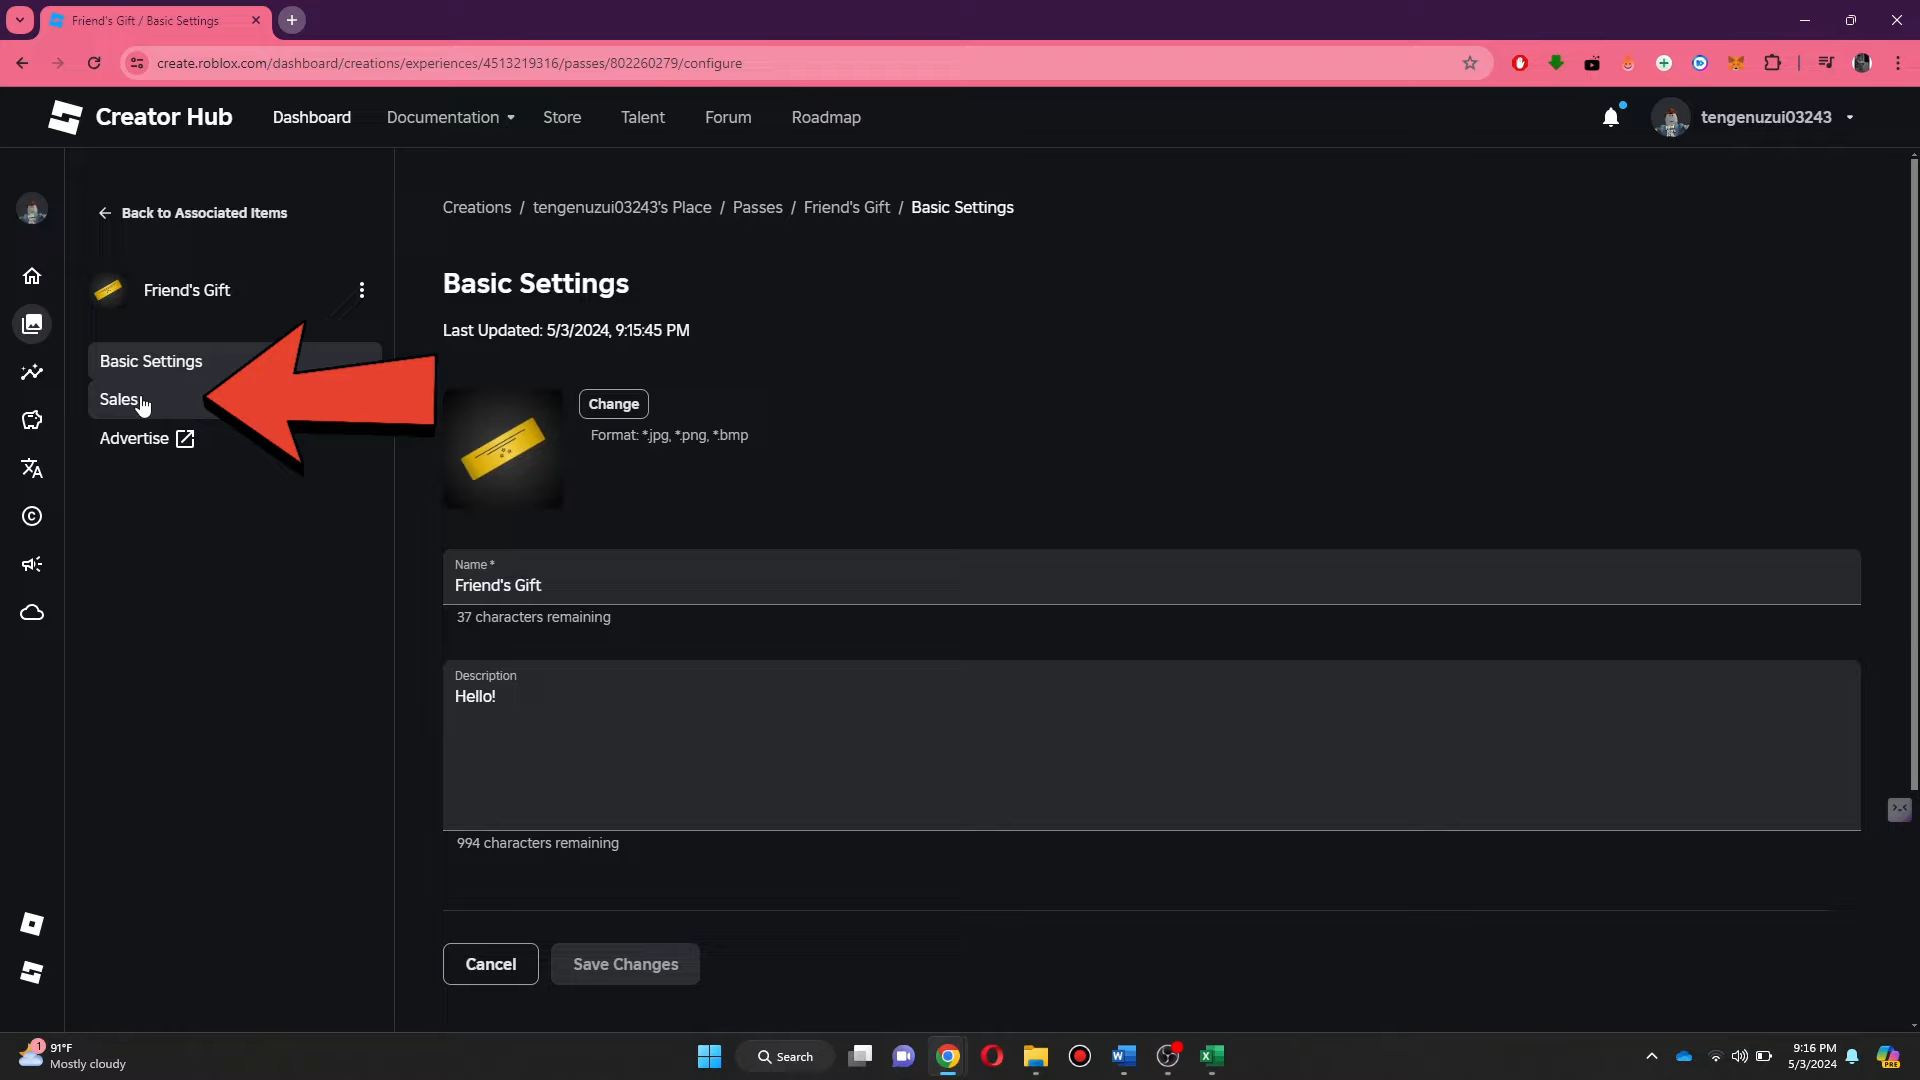 Friend's Gift / Basic Settings
create.roblox.com/dashboard/creations/experiences/4513219316/passes/802260279/configure
Creator Hub
Dashboard
Documentation
Store
Talent
Forum
Roadmap
tengenuzui03243
Back to Associated Items
Creations / tengenuzui03243's Place / Passes / Friend's Gift / Basic Settings
Friend's Gift
Basic Settings
Sales
Advertise
Basic Settings
Last Updated: 5/3/2024, 9:15:45 PM
Change
Format: *.jpg, *.png, *.bmp
Name *
Friend's Gift
37 characters remaining
Description
Hello!
994 characters remaining
Cancel
Save Changes
1
91°F
Mostly cloudy
Search
9:16 PM
5/3/2024
PRE